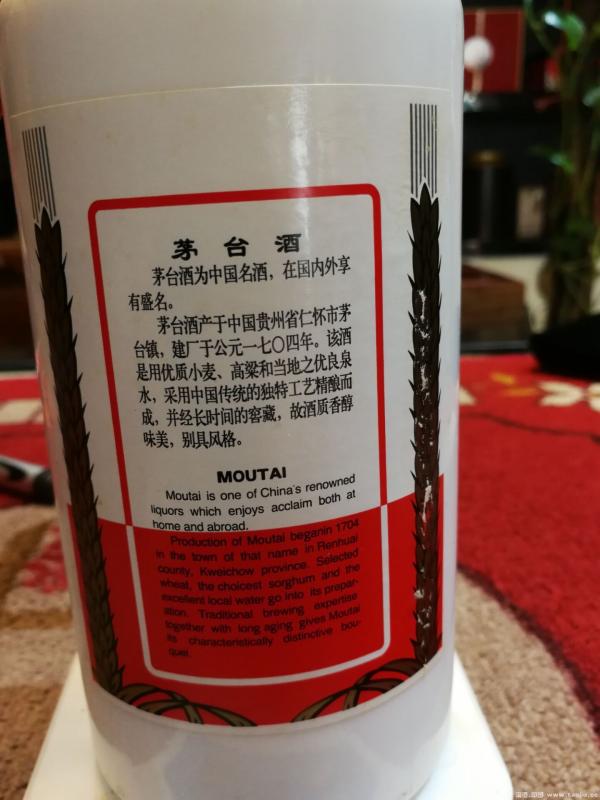 茅台酒
茅台酒为中国名酒，在国内外享
有盛名。
茅台酒产于中国贵州省仁怀市茅
台镇，建厂于公元一七〇四年。该酒
是用优质小麦、高粱和当地之优良泉
水，采用中国传统的独特工艺精酿而
成，并经长时间的窖藏，故酒质香醇
味美，别具风格。
MOUTAI
Moutai is one of China's renowned
liquors which enjoys acclaim both at
home and abroad.
Production of Moutai beganin 1704
in the town of that name in Renhuai
county, Kweichow province. Selected
wheat, the choicest sorghum and the
excellent local water go into its prepar-
ation. Traditional brewing expertise
together with long aging gives Moutai
its characteristically distinctive bou-
quet.